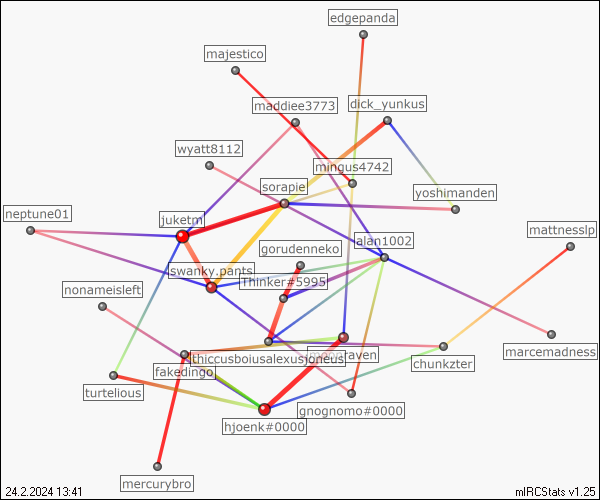 edgepanda
majestico
maddiee3773
dick_yunkus
wyatt8112
mingus4742
sorapie
yoshimanden
neptune01
juketm
alan1002
mattnesslp
gorudenneko
swanky.pants
Thinker#5995
nonameisleft
thiccusboiusalexusjoneus
raven
marcemadness
fakedingo
chunkzter
turtelious
gnognomo#0000
hjoenk#0000
mercurybro
24.2.2024 13:41
mIRCStats v1.25